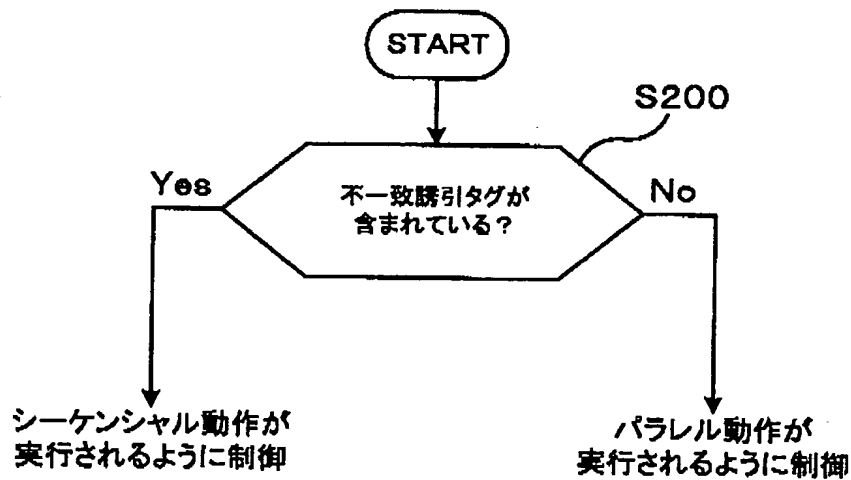 START
S200
Yes
不一致誘引タグが
含まれている？
No
シーケンシャル動作が
実行されるように制御
パラレル動作が
実行されるように制御